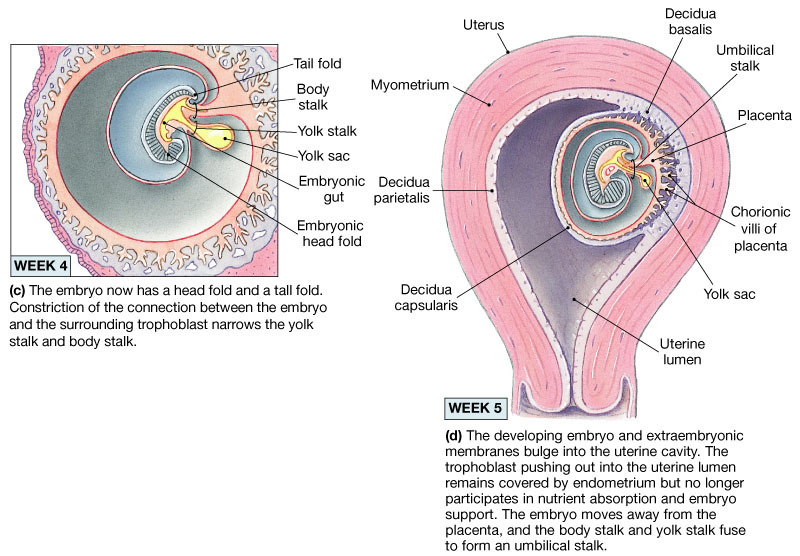 Tail fold
Body
stalk
Yolk stalk
Yolk sac
Embryonic
gut
Embryonic
head fold
WEEK 4
(c) The embryo now has a head fold and a tall fold.
Constriction of the connection between the embryo
and the surrounding trophoblast narrows the yolk
stalk and body stalk.
Uterus
Decidua
basalis
Umbilical
stalk
Myometrium
Placenta
Decidua
parietalis
Chorionic
villi of
placenta
Decidua
capsularis
Yolk sac
Uterine
lumen
WEEK 5
(d) The developing embryo and extraembryonic
membranes bulge into the uterine cavity. The
trophoblast pushing out into the uterine lumen
remains covered by endometrium but no longer
participates in nutrient absorption and embryo
support. The embryo moves away from the
placenta, and the body stalk and yolk stalk fuse
to form an umbilical stalk.